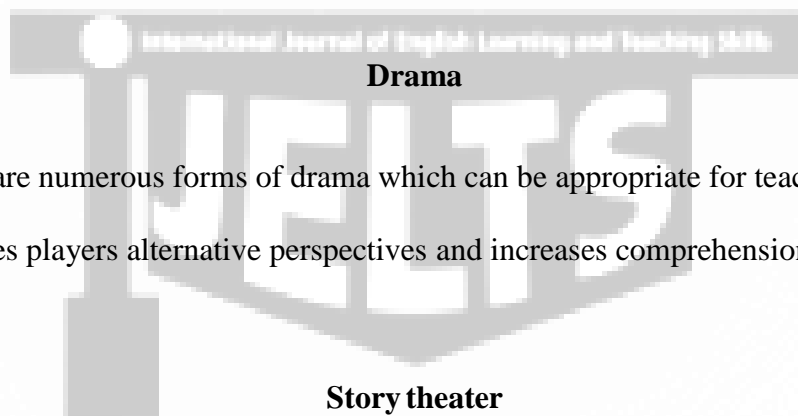 International Journal of English Learning and Teaching Skills
Drama
IJELTS
are numerous forms of drama which can be appropriate for teac
es players alternative perspectives and increases comprehension
Story theater